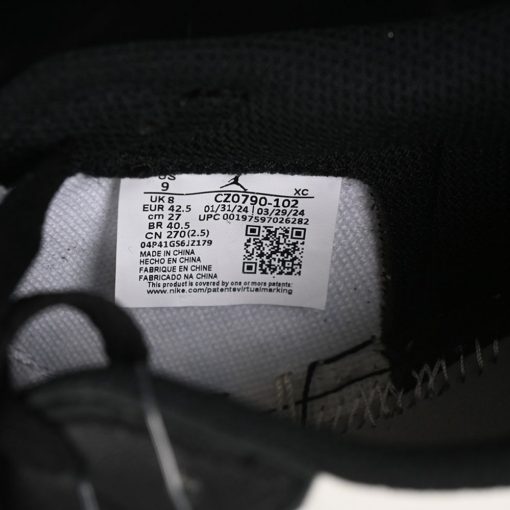 US
9
XC
UK 8
EUR 42.5
cm 27
BR 40.5
CN 270 (2.5)
CZ0790-102
01/31/24 03/29/24
UPC 00197597026282
04P41GS6JZ179
MADE IN CHINA
HECHO EN CHINA
FABRIQUE EN CHINE
FABRICADO NA CHINA
This product is covered by one or more patents:
www.nike.com/patentevirtualmarking